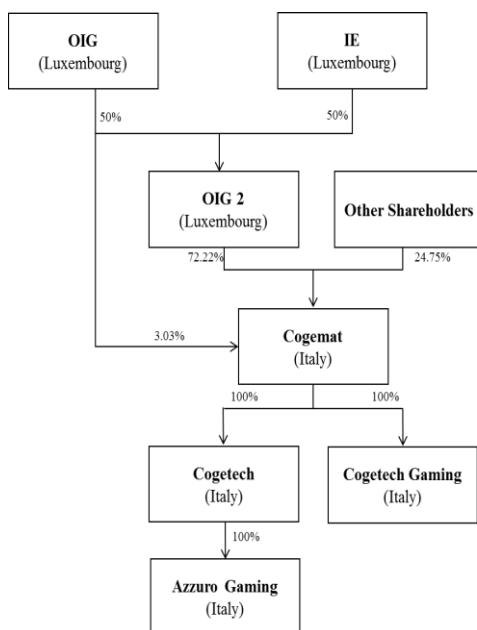 OIG
(Luxembourg)
IE
(Luxembourg)
50%
50%
OIG 2
(Luxembourg)
Other Shareholders
72.22%
24.75%
Cogemat
(Italy)
3.03%
100%
100%
Cogetech
(Italy)
Cogetech Gaming
(Italy)
100%
Azzuro Gaming
(Italy)